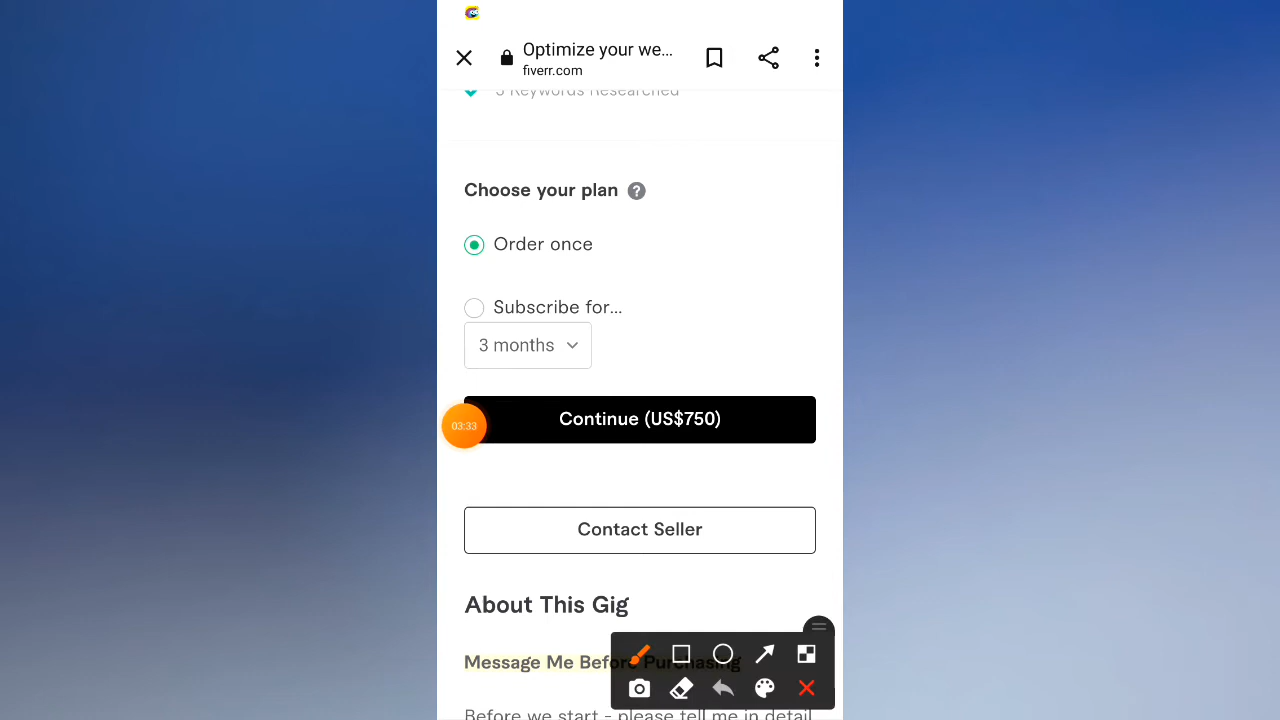 Optimize your we...
fiverr.com
5 Keywords Researched
Choose your plan ?
Order once
Subscribe for...
3 months
Continue (US$750)
03:33
Contact Seller
About This Gig
Message Me Before Purchasing
Before we start - please tell me in detail